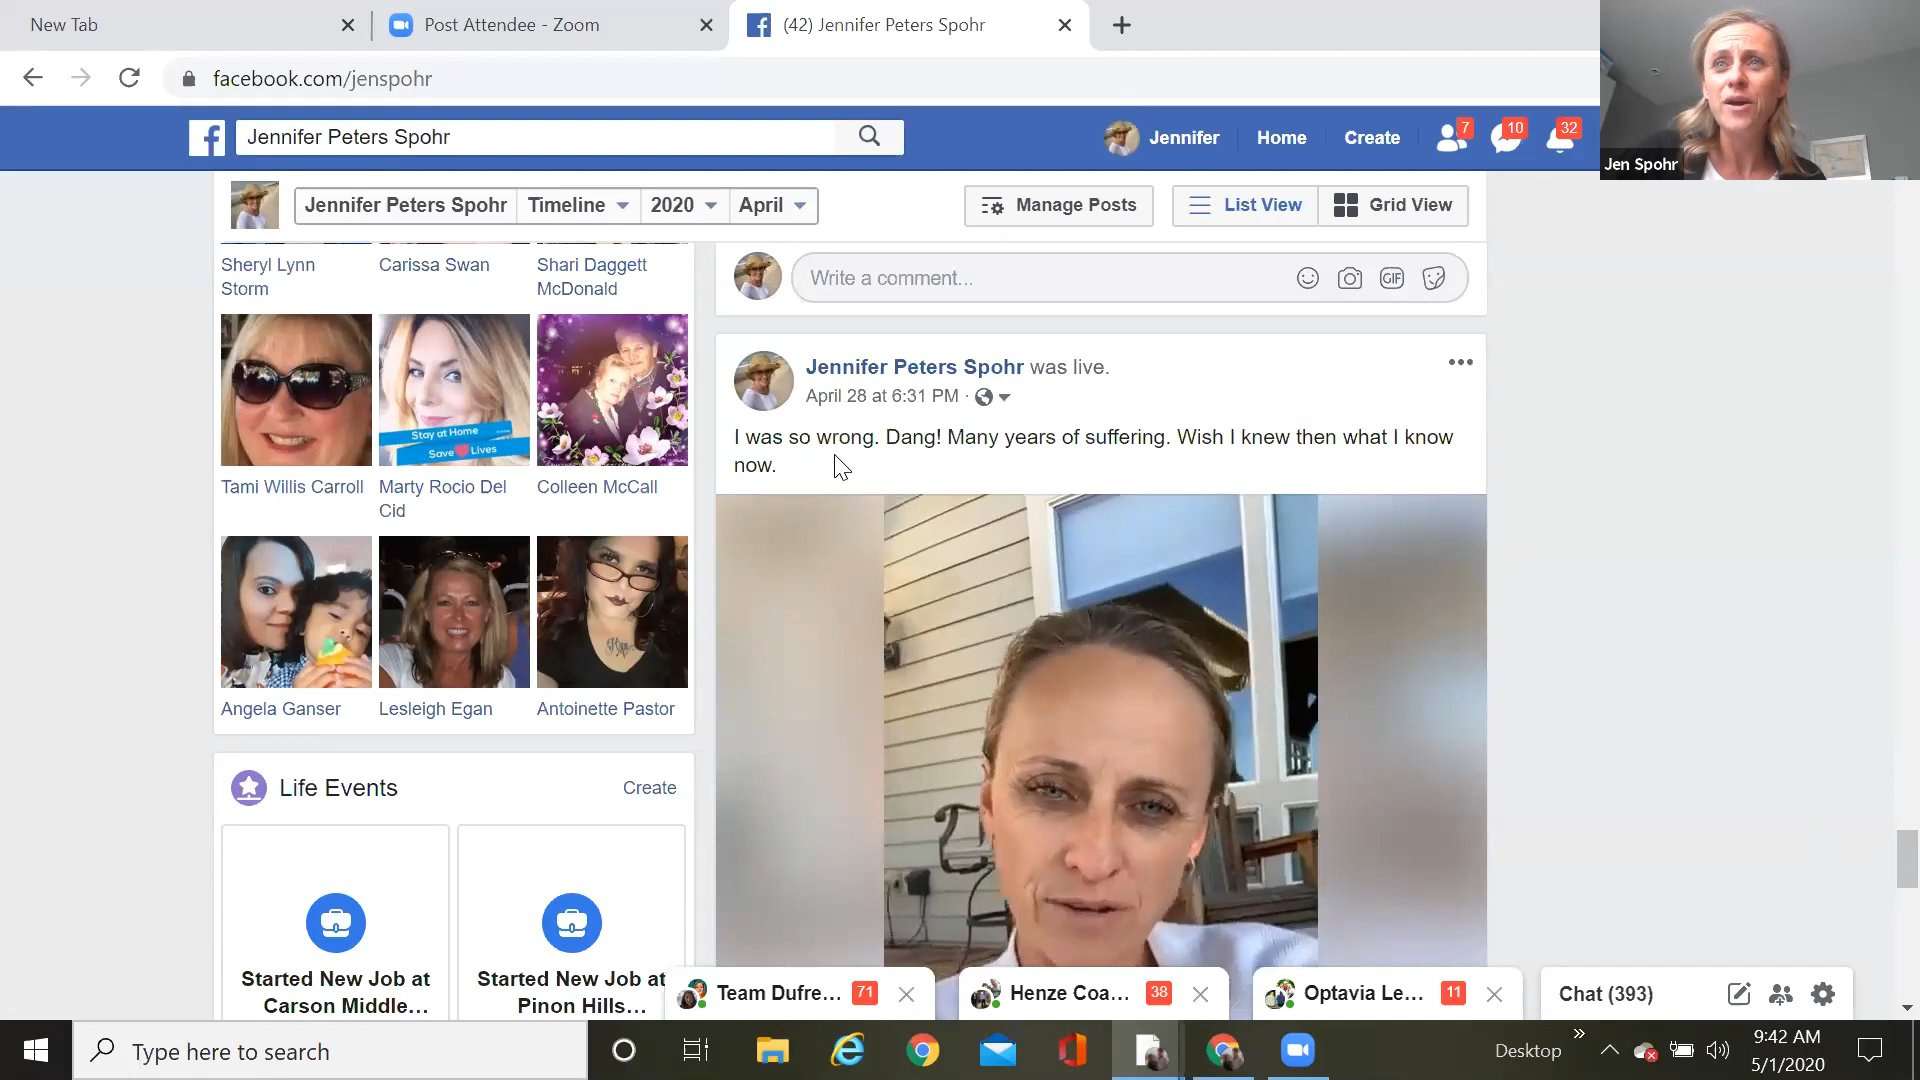 New Tab
Post Attendee - Zoom
(42) Jennifer Peters Spohr
facebook.com/jenspohr
Jennifer Peters Spohr
Jennifer
Home
Create
7
10
32
Jen Spohr
Jennifer Peters Spohr
Timeline
2020
April
Manage Posts
List View
Grid View
Sheryl Lynn
Storm
Carissa Swan
Shari Daggett
McDonald
Write a comment...
GIF
Stay at Home
Save Lives
Tami Willis Carroll
Marty Rocio Del
Cid
Colleen McCall
Jennifer Peters Spohr was live.
April 28 at 6:31 PM ·
I was so wrong. Dang! Many years of suffering. Wish I knew then what I know
now.
Angela Ganser
Lesleigh Egan
Antoinette Pastor
Life Events
Create
Started New Job at
Carson Middle...
Started New Job at
Pinon Hills...
Team Dufre...
71
Henze Coa...
38
Optavia Le...
11
Chat (393)
Type here to search
Desktop
9:42 AM
5/1/2020